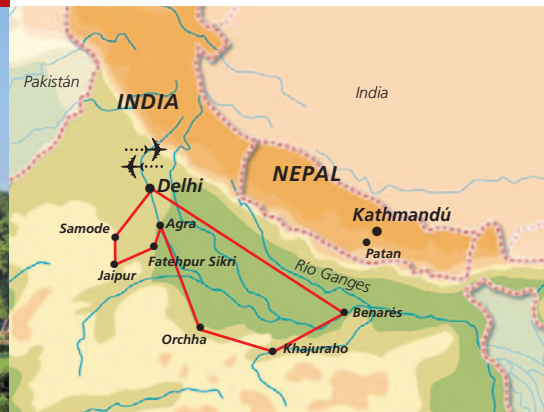 Pakistán
INDIA
India
NEPAL
Delhi
Kathmandú
Patan
Samode
Agra
Fatehpur Sikri
Jaipur
Río Ganges
Benarés
Orchha
Khajuraho